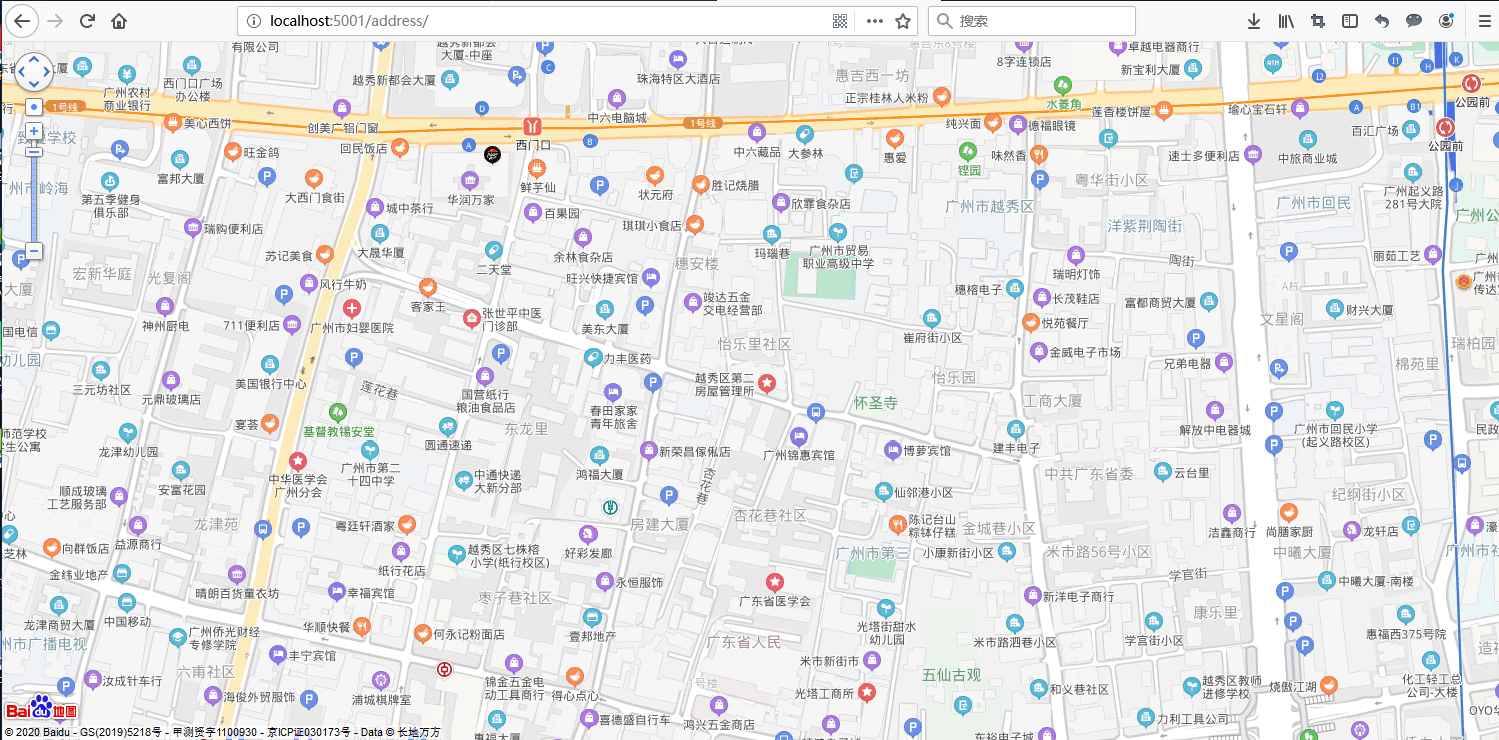 localhost:5001/address/
搜索
有限公司
越秀新都会
大厦-中座
越秀新都会大厦
珠海特区大酒店
惠吉西一坊
8字连锁店
卓越电器商行
新宝利大厦
西门口广场
办公楼
广州农村
商业银行
1号线
美心西饼
创美广铝门窗
回民饭店
西门口
中六电脑城
1号线
正宗桂林人米粉
水菱角
纯兴面
德福眼镜
莲香楼饼屋
瑜心宝石轩
百汇广场
公园前
公园前
旺金鸽
富邦大厦
大西门食街
第五季健身
俱乐部
瑞购便利店
城中茶行
华润万家
鲜芋仙
百果园
状元府
胜记烧腊
中六藏品
大参林
惠爱
铿园
味然香
粤华街小区
速士多便利店
中旅商业城
广州起义路
281号大院
欣霏食杂店
广州市越秀区
洋紫荆陶街
广州市回民
大晟华厦
苏记美食
二天堂
余林食杂店
琪琪小食店
玛瑙巷
广州市贸易
职业高级中学
陶街
丽茹工艺
宏新华庭
光复阁
穗安楼
旺兴快捷宾馆
瑞明灯饰
风行牛奶
客家王
竣达五金
交电经营部
穗榕电子
长茂鞋店
富都商贸大厦
A栋
文星阁
财兴大厦
神州厨电
711便利店
广州市妇婴医院
张世平中医
门诊部
美东大厦
怡乐里社区
崔府街小区
悦苑餐厅
国电信
幼儿园
力丰医药
金威电子市场
兄弟电器
瑞柏园
棉苑里
三元坊社区
美国银行中心
莲花巷
国营纸行
粮油食品店
越秀区第二
房屋管理所
怡乐园
工商大厦
元鼎玻璃店
春田家家
青年旅舍
怀圣寺
宴荟
基督教锡安堂
东龙里
圆通速递
龙津幼儿园
新荣昌傢俬店
广州锦惠宾馆
博萝宾馆
建丰电子
解放中电器城
广州市回民小学
(起义路校区)
安富花园
中华医学会
广州分会
广州市第二
十四中学
中通快递
大新分部
鸿福大厦
杏花巷
中共广东省委
云台里
仙邻港小区
纪纲街小区
顺成玻璃
工艺服务部
龙津苑
粤廷轩酒家
房建大厦
杏花巷社区
陈记台山
粽钵仔糕
金城巷小区
洁鑫商行
尚膳家厨
龙轩店
益源商行
向群饭店
好彩发廊
广州市第三
小康新街小区
米市路56号小区
中曦大厦
金纬业地产
纸行花店
越秀区七株榕
小学(纸行校区)
永恒服饰
学官街
中曦大厦-南楼
晴朗百货童衣坊
幸福宾馆
枣子巷社区
广东省医学会
新洋电子商行
康乐里
龙津商贸大厦
中国移动
广州侨光财经
专修学院
华顺快餐
何永记粉面店
壹邦地产
广东省人民
光塔街甜水
幼儿园
米市路泗巷小区
学宫街小区
惠福西375号院
州市广播电视
六甫社区
丰宁宾馆
米市新街市
五仙古观
汝成针车行
海俊外贸服饰
浦城棋牌室
锦金五金电
动工具商行
得心点心
光塔工商所
和义巷社区
越秀区教师
进修学校
烧傲江湖
化工轻工总
公司-大楼
喜德盛自行车
鸿兴五金商店
力利工具公司
Bai du 地图
© 2020 Baidu - GS(2019)5218号 - 甲测资字1100930 - 京ICP证030173号 - Data © 长地万方